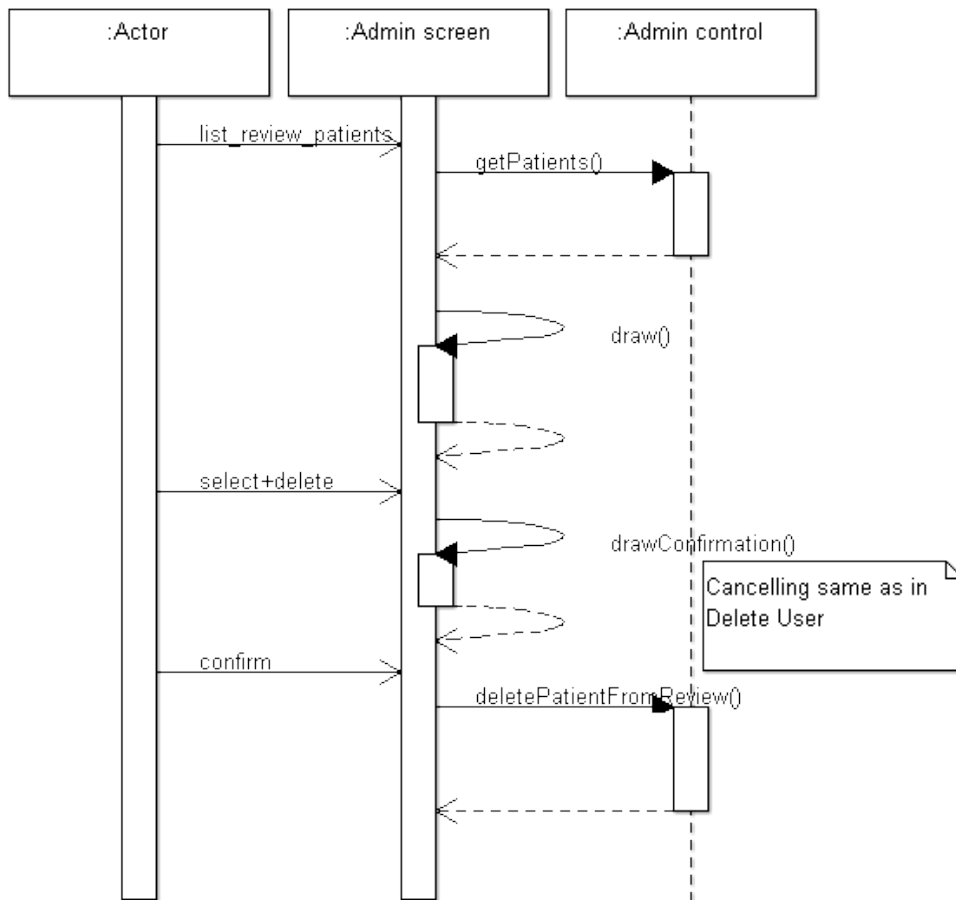 :Actor
:Admin screen
:Admin control
list_review_patients
getPatients()
draw()
select+delete
drawConfirmation()
Cancelling same as in
Delete User
confirm
deletePatientFromReview()